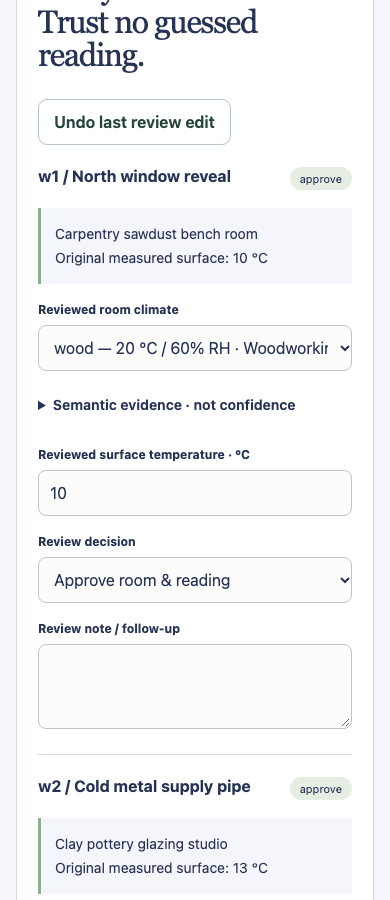 Trust no guessed
reading.
Undo last review edit
w1 / North window reveal
approve
Carpentry sawdust bench room
Original measured surface: 10 °C
Reviewed room climate
wood — 20 °C / 60% RH · Woodworkir
Semantic evidence · not confidence
Reviewed surface temperature · °C
10
Review decision
Approve room & reading
Review note / follow-up
w2 / Cold metal supply pipe
approve
Clay pottery glazing studio
Original measured surface: 13 °C